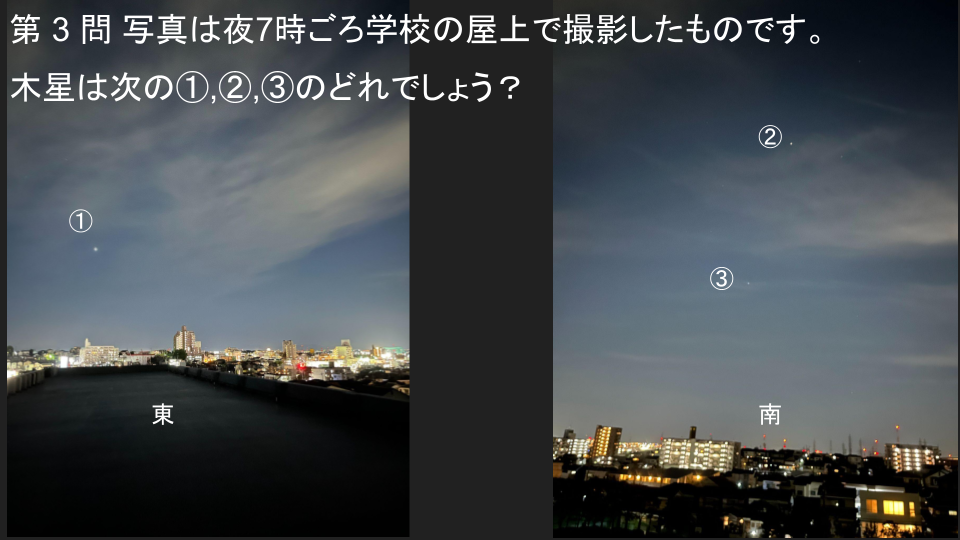 第 3 問 写真は夜7時ごろ学校の屋上で撮影したものです。
木星は次の①,②,③のどれでしょう？
①
②
③
東
南